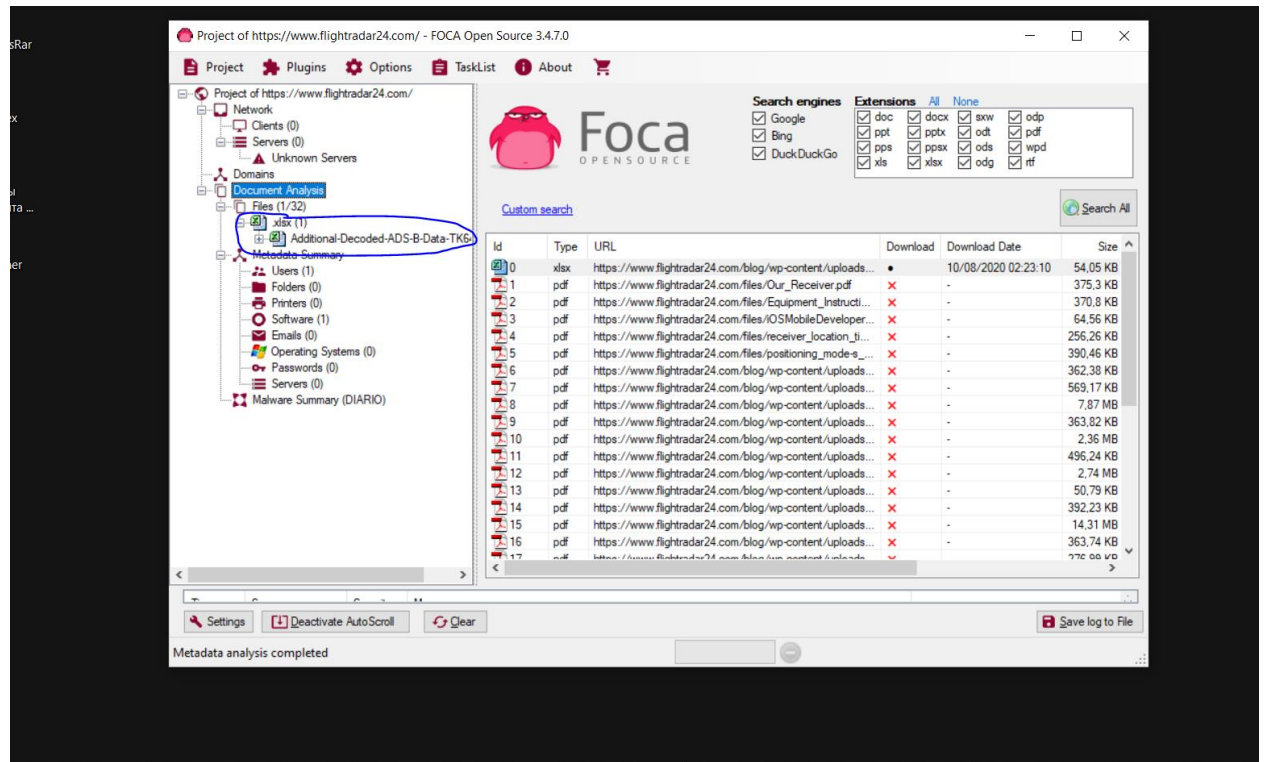 sRar
ex
ы
та ...
er
Project of https://www.flightradar24.com/ - FOCA Open Source 3.4.7.0
Project Plugins Options TaskList About
Project of https://www.flightradar24.com/
Network
Clients (0)
Servers (0)
Unknown Servers
Domains
Document Analysis
Files (1/32)
.xlsx (1)
Additional-Decoded-ADS-B-Data-TK6
Metadata Summary
Users (1)
Folders (0)
Printers (0)
Software (1)
Emails (0)
Operating Systems (0)
Passwords (0)
Servers (0)
Malware Summary (DIARIO)
Foca
OPENSOURCE
Search engines
Google
Bing
DuckDuckGo
Extensions All None
doc docx sxw odp
ppt pptx odt pdf
pps ppsx ods wpd
xls xlsx odg rtf
Custom search
Search All
Id Type URL Download Download Date Size
0 xlsx https://www.flightradar24.com/blog/wp-content/uploads... ● 10/08/2020 02:23:10 54,05 KB
1 pdf https://www.flightradar24.com/files/Our_Receiver.pdf × - 375,3 KB
2 pdf https://www.flightradar24.com/files/Equipment_Instructi... × - 370,8 KB
3 pdf https://www.flightradar24.com/files/iOSMobileDeveloper... × - 64,56 KB
4 pdf https://www.flightradar24.com/files/receiver_location_ti... × - 256,26 KB
5 pdf https://www.flightradar24.com/files/positioning_mode-s_... × - 390,46 KB
6 pdf https://www.flightradar24.com/blog/wp-content/uploads... × - 362,38 KB
7 pdf https://www.flightradar24.com/blog/wp-content/uploads... × - 569,17 KB
8 pdf https://www.flightradar24.com/blog/wp-content/uploads... × - 7,87 MB
9 pdf https://www.flightradar24.com/blog/wp-content/uploads... × - 363,82 KB
10 pdf https://www.flightradar24.com/blog/wp-content/uploads... × - 2,36 MB
11 pdf https://www.flightradar24.com/blog/wp-content/uploads... × - 496,24 KB
12 pdf https://www.flightradar24.com/blog/wp-content/uploads... × - 2,74 MB
13 pdf https://www.flightradar24.com/blog/wp-content/uploads... × - 50,79 KB
14 pdf https://www.flightradar24.com/blog/wp-content/uploads... × - 392,23 KB
15 pdf https://www.flightradar24.com/blog/wp-content/uploads... × - 14,31 MB
16 pdf https://www.flightradar24.com/blog/wp-content/uploads... × - 363,74 KB
17 pdf https://www.flightradar24.com/blog/wp-content/uploads 276,99 KB
Settings Deactivate AutoScroll Clear Save log to File
Metadata analysis completed